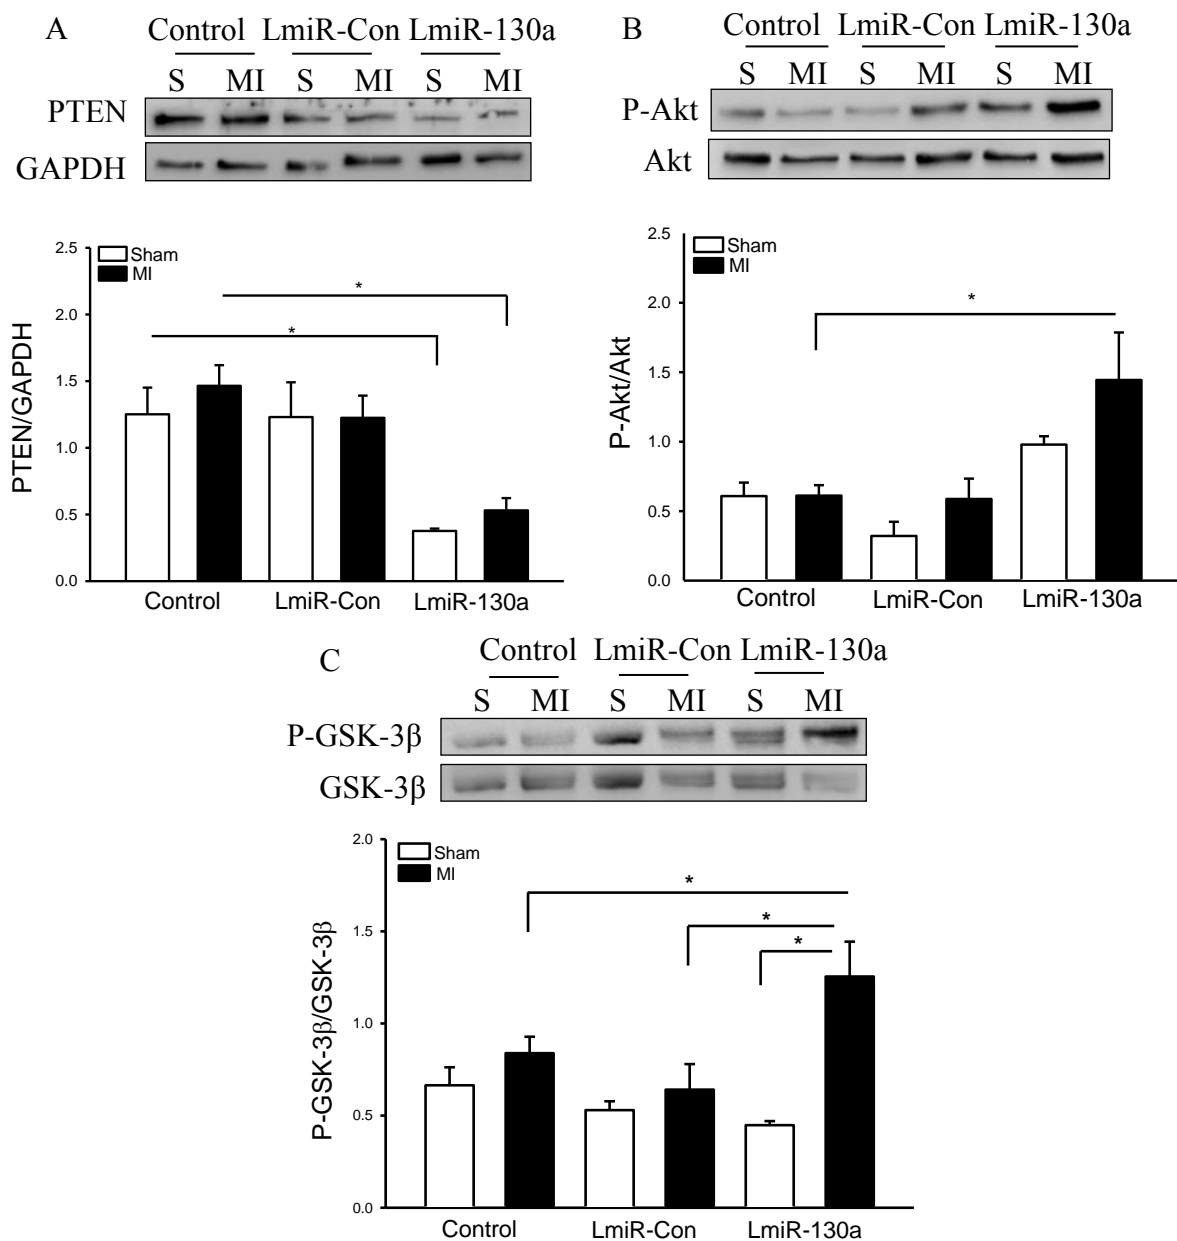 A
Control LmiR-Con LmiR-130a
S MI S MI S MI
PTEN
GAPDH
Sham
MI
PTEN/GAPDH
2.5
2.0
1.5
1.0
0.5
0.0
*
*
Control LmiR-Con LmiR-130a
B
Control LmiR-Con LmiR-130a
S MI S MI S MI
P-Akt
Akt
Sham
MI
P-Akt/Akt
2.5
2.0
1.5
1.0
0.5
0.0
*
Control LmiR-Con LmiR-130a
C
Control LmiR-Con LmiR-130a
S MI S MI S MI
P-GSK-3β
GSK-3β
Sham
MI
P-GSK-3β/GSK-3β
2.0
1.5
1.0
0.5
0.0
*
*
*
Control LmiR-Con LmiR-130a